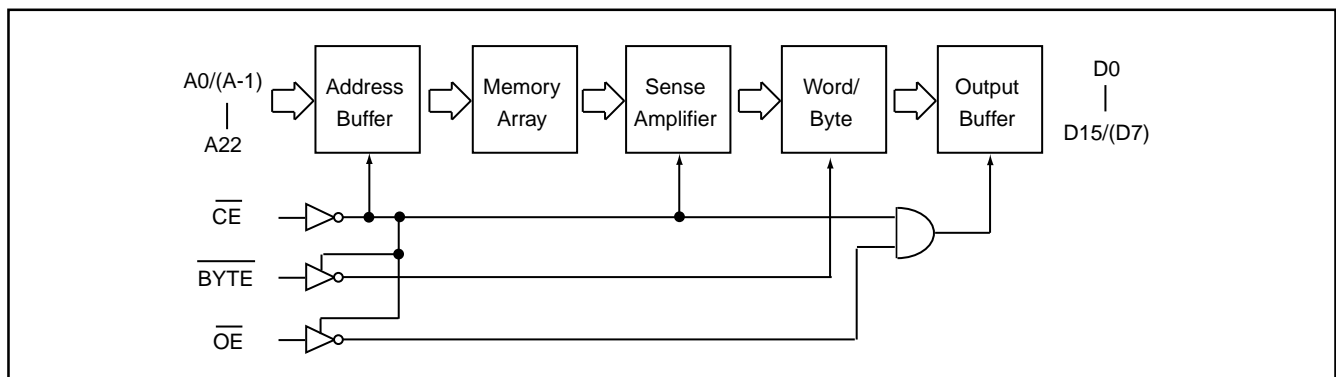 A0/(A-1)
A22
Address
Buffer
Memory
Array
Sense
Amplifier
Word/
Byte
Output
Buffer
D0
D15/(D7)
CE
BYTE
OE